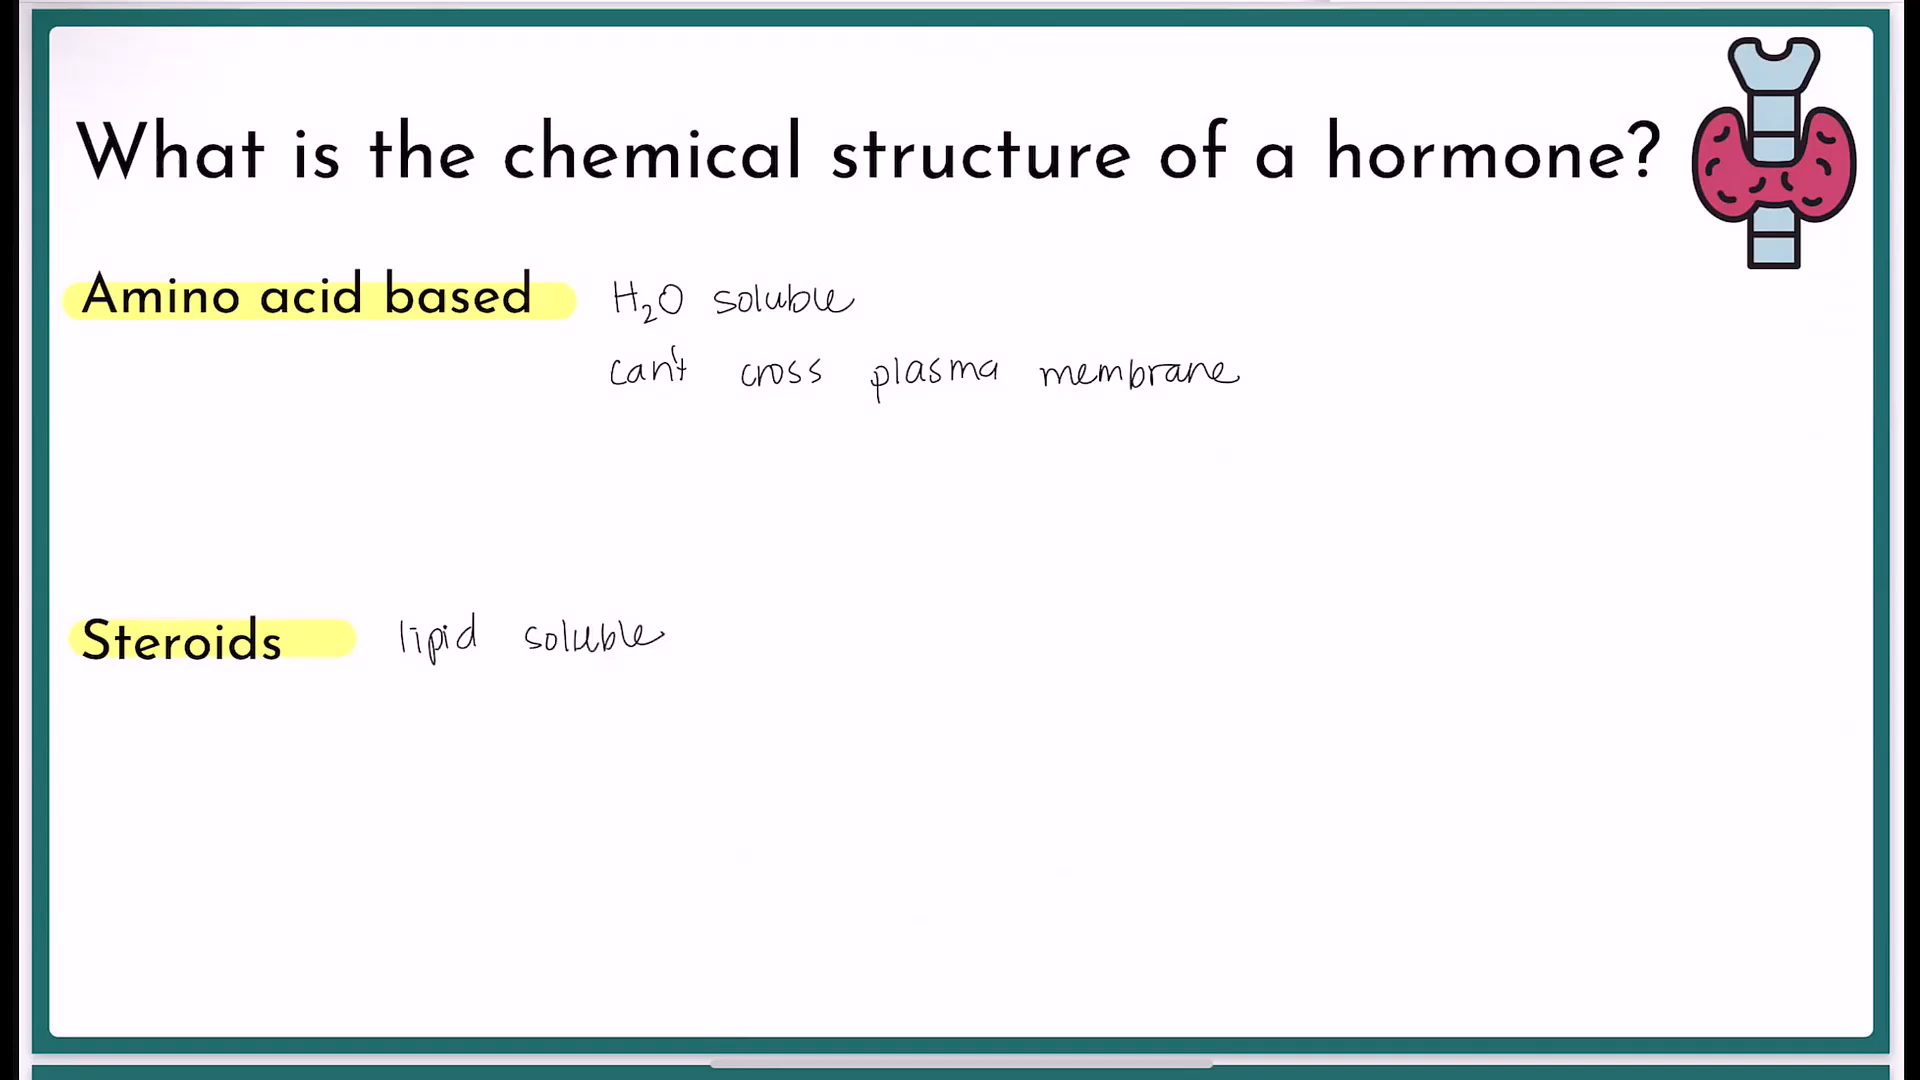 What is the chemical structure of a hormone?
Amino acid based H₂O soluble
can't cross plasma membrane
Steroids lipid soluble